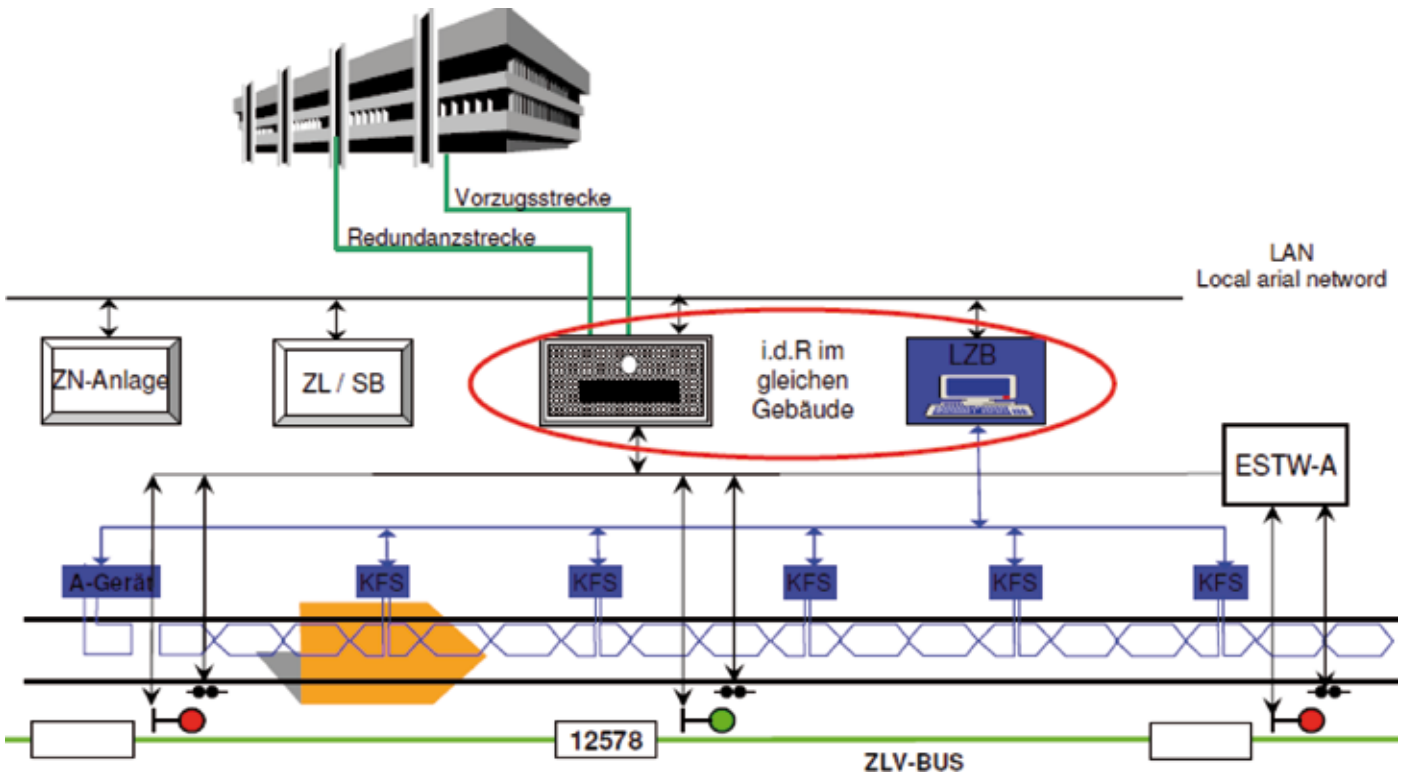 Vorzugsstrecke
Redundanzstrecke
LAN
Local arial netword
ZN-Anlage
ZL / SB
i.d.R im
gleichen
Gebäude
LZB
ESTW-A
A-Gerät
KFS
KFS
KFS
KFS
KFS
12578
ZLV-BUS